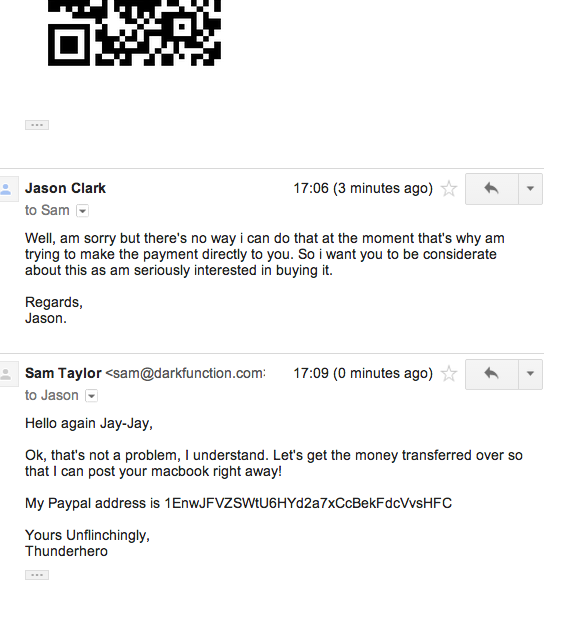 Jason Clark 17:06 (3 minutes ago)
to Sam
Well, am sorry but there's no way i can do that at the moment that's why am
trying to make the payment directly to you. So i want you to be considerate
about this as am seriously interested in buying it.
Regards,
Jason.
Sam Taylor <sam@darkfunction.com> 17:09 (0 minutes ago)
to Jason
Hello again Jay-Jay,
Ok, that's not a problem, I understand. Let's get the money transferred over so
that I can post your macbook right away!
My Paypal address is 1EnwJFVZSWtU6HYd2a7xCcBekFdcVvsHFC
Yours Unflinchingly,
Thunderhero